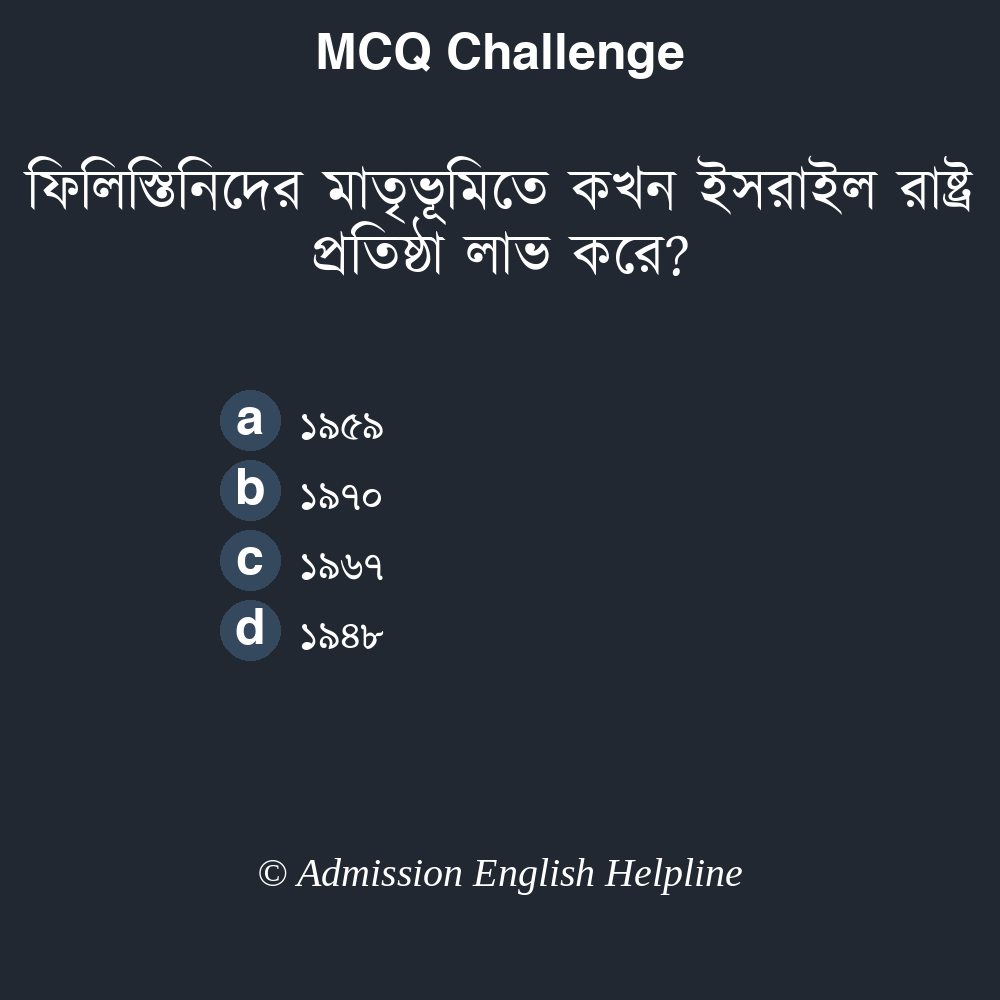 MCQ Challenge
ফিলিস্তিনিদের মাতৃভূমিতে কখন ইসরাইল রাষ্ট্র
প্রতিষ্ঠা লাভ করে?
a ১৯৫৯
b ১৯৭০
c ১৯৬৭
d ১৯৪৮
© Admission English Helpline